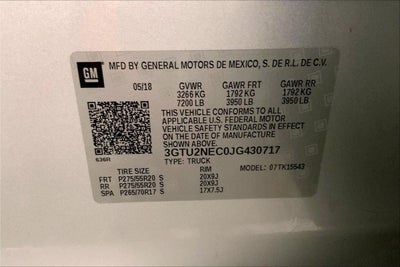 GM
MFD BY GENERAL MOTORS DE MEXICO, S. DE R.L. DE C.V.
05/18 GVWR GAWR FRT GAWR RR
3266 KG 1792 KG 1792 KG
7200 LB 3950 LB 3950 LB
THIS VEHICLE CONFORMS TO ALL
APPLICABLE U.S. FEDERAL MOTOR
VEHICLE SAFETY STANDARDS IN EFFECT ON
THE DATE OF MANUFACTURE SHOWN ABOVE.
3GTU2NEC0JG430717
636R TYPE: TRUCK MODEL: 07TK15543
TIRE SIZE RIM
FRT P275/55R20 S 20X9J
RR P275/55R20 S 20X9J
SPA P265/70R17 S 17X7.5J